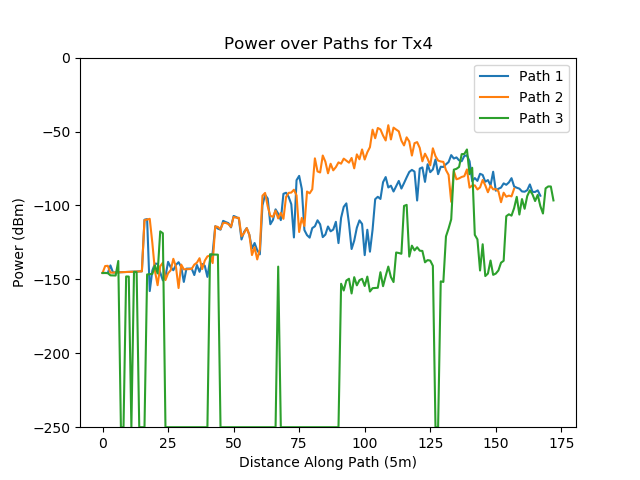 Power over Paths for Tx4
Path 1
Path 2
Path 3
Power (dBm)
0
−50
−100
−150
−200
−250
0 25 50 75 100 125 150 175
Distance Along Path (5m)